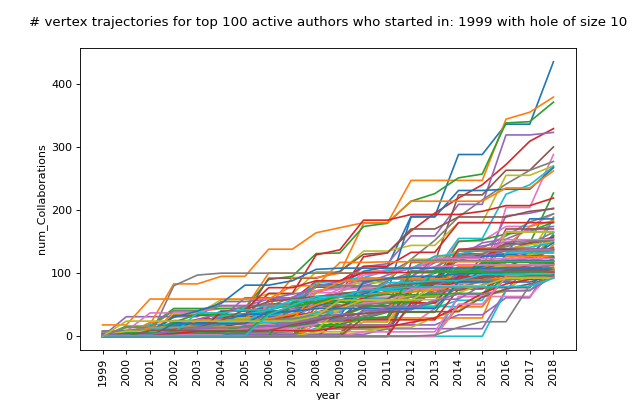 # vertex trajectories for top 100 active authors who started in: 1999 with hole of size 10
400
300
200
100
0
num_Collaborations
1999 2000 2001 2002 2003 2004 2005 2006 2007 2008 2009 2010 2011 2012 2013 2014 2015 2016 2017 2018
year